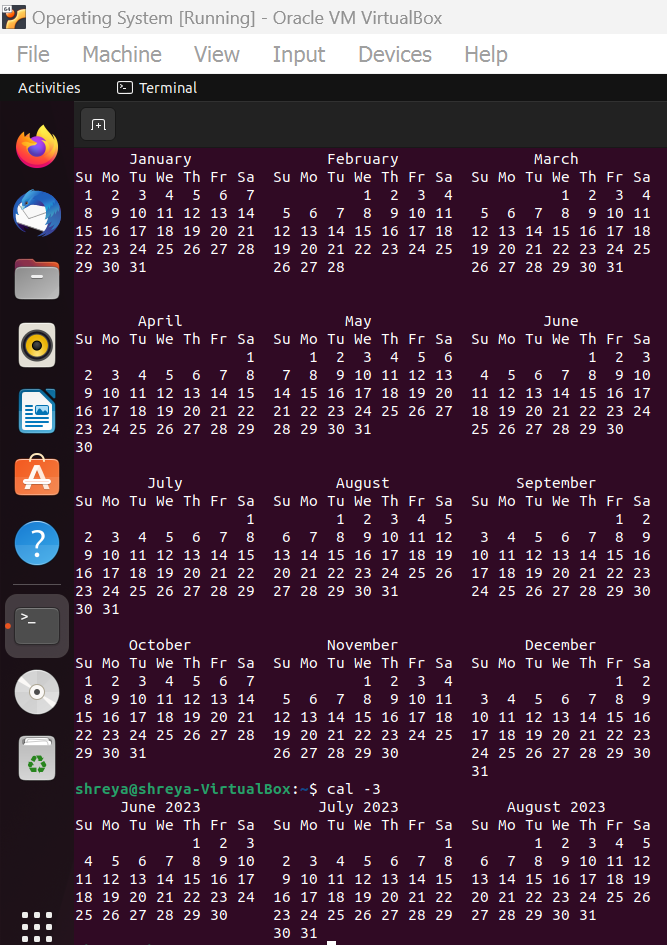 Operating System [Running] - Oracle VM VirtualBox
File Machine View Input Devices Help
Activities Terminal
January February March
Su Mo Tu We Th Fr Sa Su Mo Tu We Th Fr Sa Su Mo Tu We Th Fr Sa
1 2 3 4 5 6 7 1 2 3 4 1 2 3 4
8 9 10 11 12 13 14 5 6 7 8 9 10 11 5 6 7 8 9 10 11
15 16 17 18 19 20 21 12 13 14 15 16 17 18 12 13 14 15 16 17 18
22 23 24 25 26 27 28 19 20 21 22 23 24 25 19 20 21 22 23 24 25
29 30 31 26 27 28 26 27 28 29 30 31
April May June
Su Mo Tu We Th Fr Sa Su Mo Tu We Th Fr Sa Su Mo Tu We Th Fr Sa
1 1 2 3 4 5 6 1 2 3
2 3 4 5 6 7 8 7 8 9 10 11 12 13 4 5 6 7 8 9 10
9 10 11 12 13 14 15 14 15 16 17 18 19 20 11 12 13 14 15 16 17
16 17 18 19 20 21 22 21 22 23 24 25 26 27 18 19 20 21 22 23 24
23 24 25 26 27 28 29 28 29 30 31 25 26 27 28 29 30
30
July August September
Su Mo Tu We Th Fr Sa Su Mo Tu We Th Fr Sa Su Mo Tu We Th Fr Sa
1 1 2 3 4 5 1 2
2 3 4 5 6 7 8 6 7 8 9 10 11 12 3 4 5 6 7 8 9
9 10 11 12 13 14 15 13 14 15 16 17 18 19 10 11 12 13 14 15 16
16 17 18 19 20 21 22 20 21 22 23 24 25 26 17 18 19 20 21 22 23
23 24 25 26 27 28 29 27 28 29 30 31 24 25 26 27 28 29 30
30 31
October November December
Su Mo Tu We Th Fr Sa Su Mo Tu We Th Fr Sa Su Mo Tu We Th Fr Sa
1 2 3 4 5 6 7 1 2 3 4 1 2
8 9 10 11 12 13 14 5 6 7 8 9 10 11 3 4 5 6 7 8 9
15 16 17 18 19 20 21 12 13 14 15 16 17 18 10 11 12 13 14 15 16
22 23 24 25 26 27 28 19 20 21 22 23 24 25 17 18 19 20 21 22 23
29 30 31 26 27 28 29 30 24 25 26 27 28 29 30
31
shreya@shreya-VirtualBox:~$ cal -3
June 2023 July 2023 August 2023
Su Mo Tu We Th Fr Sa Su Mo Tu We Th Fr Sa Su Mo Tu We Th Fr Sa
1 2 3 1 1 2 3 4 5
4 5 6 7 8 9 10 2 3 4 5 6 7 8 6 7 8 9 10 11 12
11 12 13 14 15 16 17 9 10 11 12 13 14 15 13 14 15 16 17 18 19
18 19 20 21 22 23 24 16 17 18 19 20 21 22 20 21 22 23 24 25 26
25 26 27 28 29 30 23 24 25 26 27 28 29 27 28 29 30 31
30 31